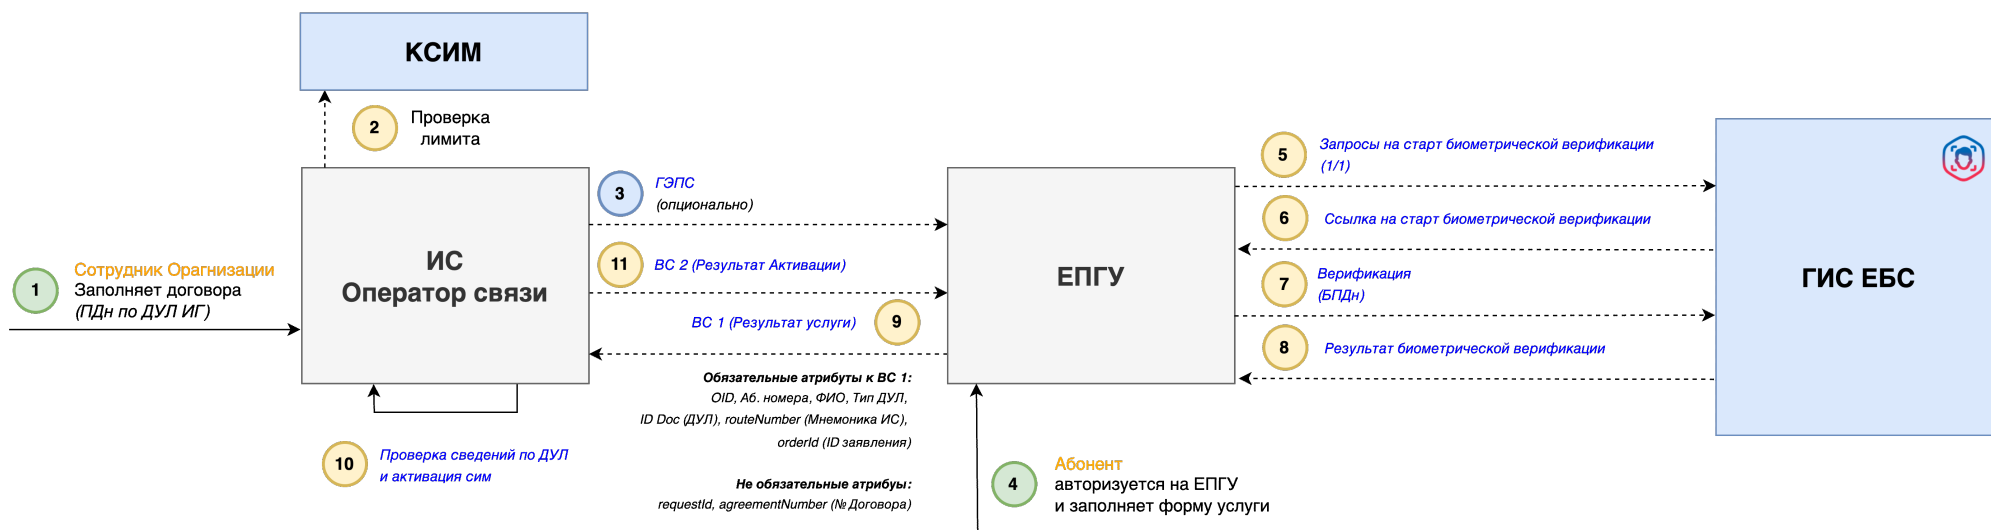 КСИМ
2
Проверка
лимита
1
Сотрудник Орагнизации
Заполняет договора
(ПДн по ДУЛ ИГ)
ИС
Оператор связи
3
ГЭПС
(опционально)
11
ВС 2 (Результат Активации)
ВС 1 (Результат услуги)
9
Обязательные атрибуты к ВС 1:
OID, Аб. номера, ФИО, Тип ДУЛ,
ID Doc (ДУЛ), routeNumber (Мнемоника ИС),
orderId (ID заявления)
Не обязательные атрибуы:
requestId, agreementNumber (№ Договора)
10
Проверка сведений по ДУЛ
и активация сим
ЕПГУ
4
Абонент
авторизуется на ЕПГУ
и заполняет форму услуги
5
Запросы на старт биометрической верификации
(1/1)
6
Ссылка на старт биометрической верификации
7
Верификация
(БПДн)
8
Результат биометрической верификации
ГИС ЕБС